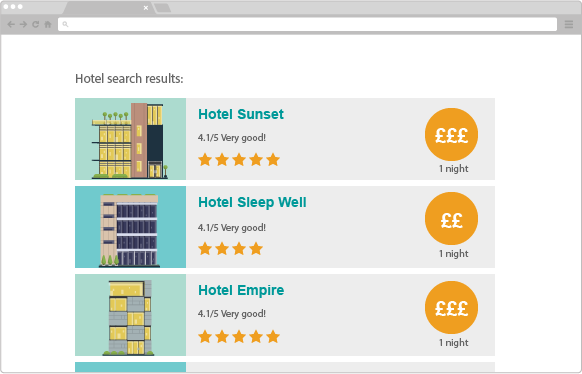 Hotel search results:
Hotel Sunset
4.1/5 Very good!
£££
1 night
Hotel Sleep Well
4.1/5 Very good!
££
1 night
Hotel Empire
4.1/5 Very good!
£££
1 night